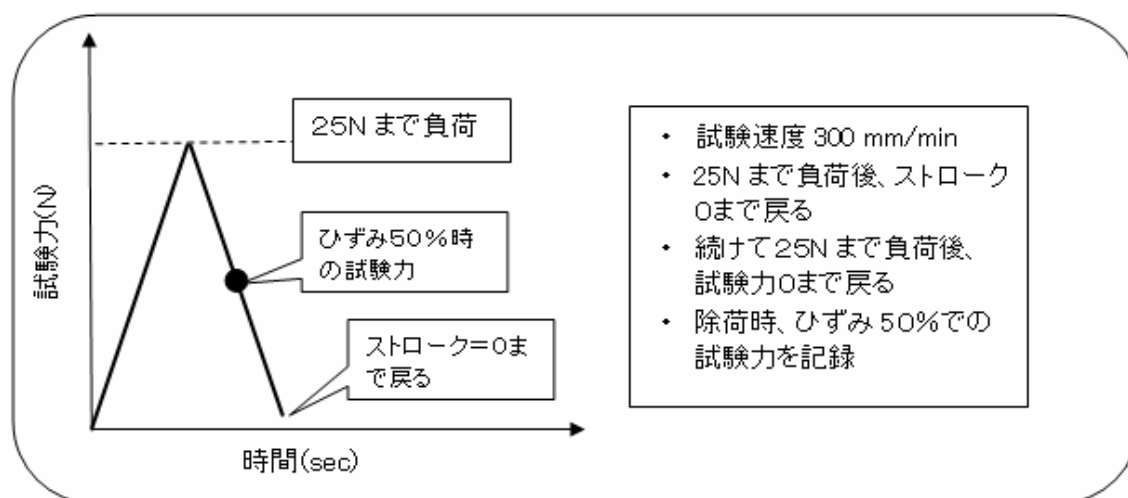 25Nまで負荷
試験力(N)
ひずみ50%時
の試験力
ストローク=0ま
で戻る
時間(sec)
・ 試験速度 300 mm/min
・ 25Nまで負荷後、ストローク
0まで戻る
・ 続けて25Nまで負荷後、
試験力0まで戻る
・ 除荷時、ひずみ50%での
試験力を記録